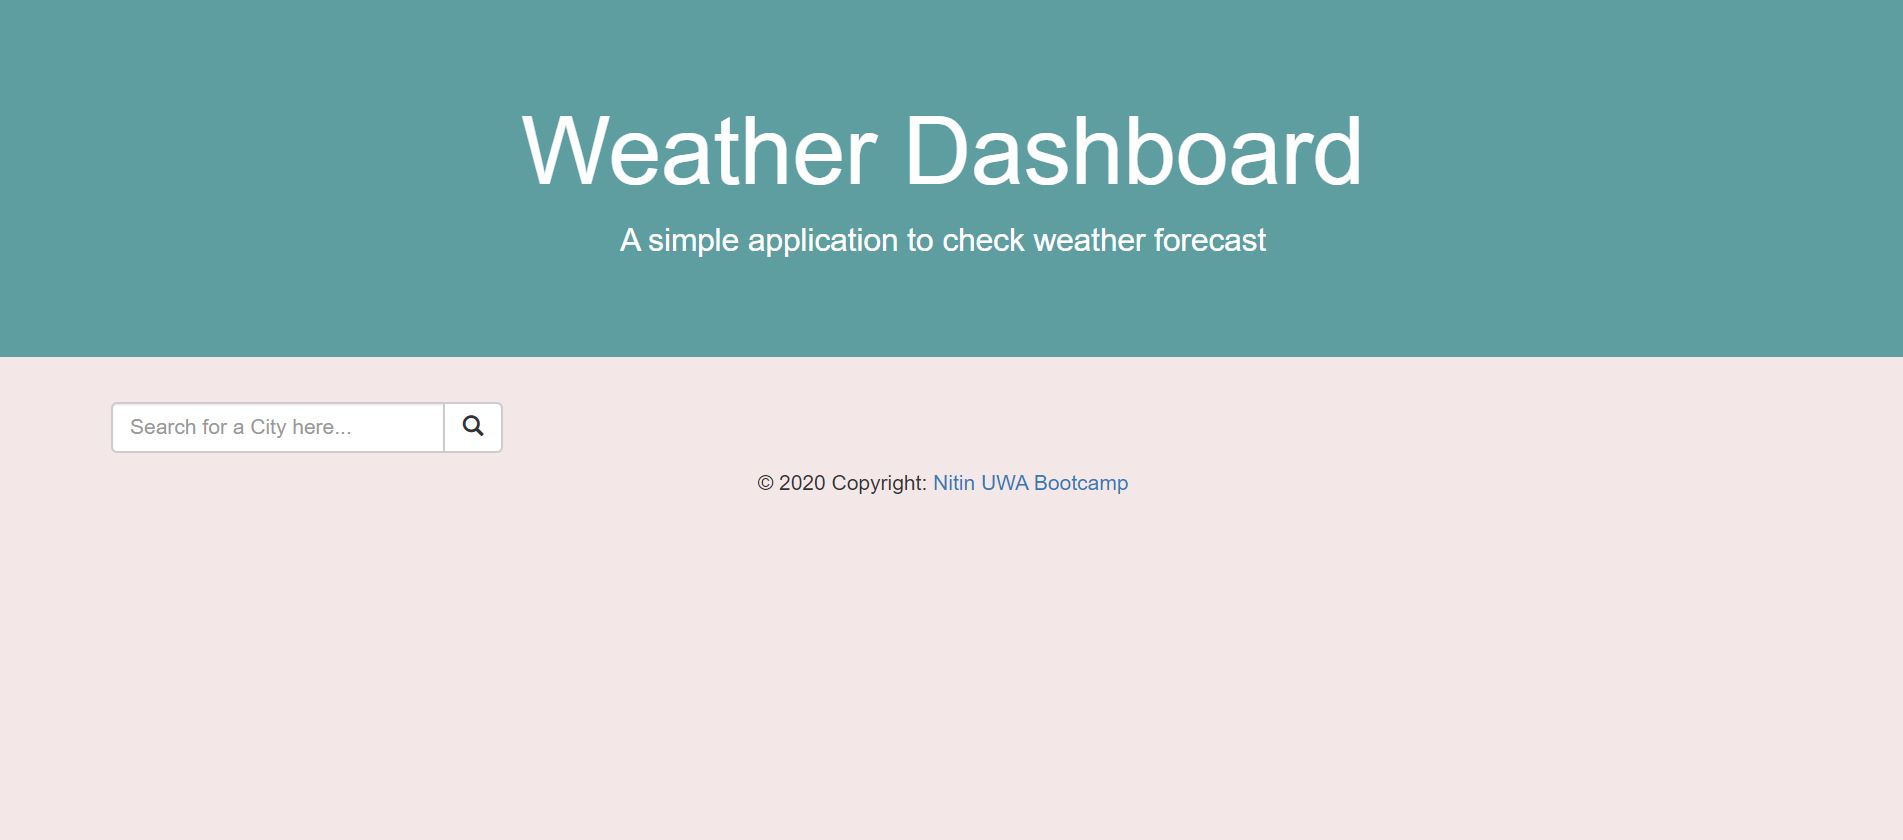 Weather Dashboard
A simple application to check weather forecast
Search for a City here...
© 2020 Copyright: Nitin UWA Bootcamp